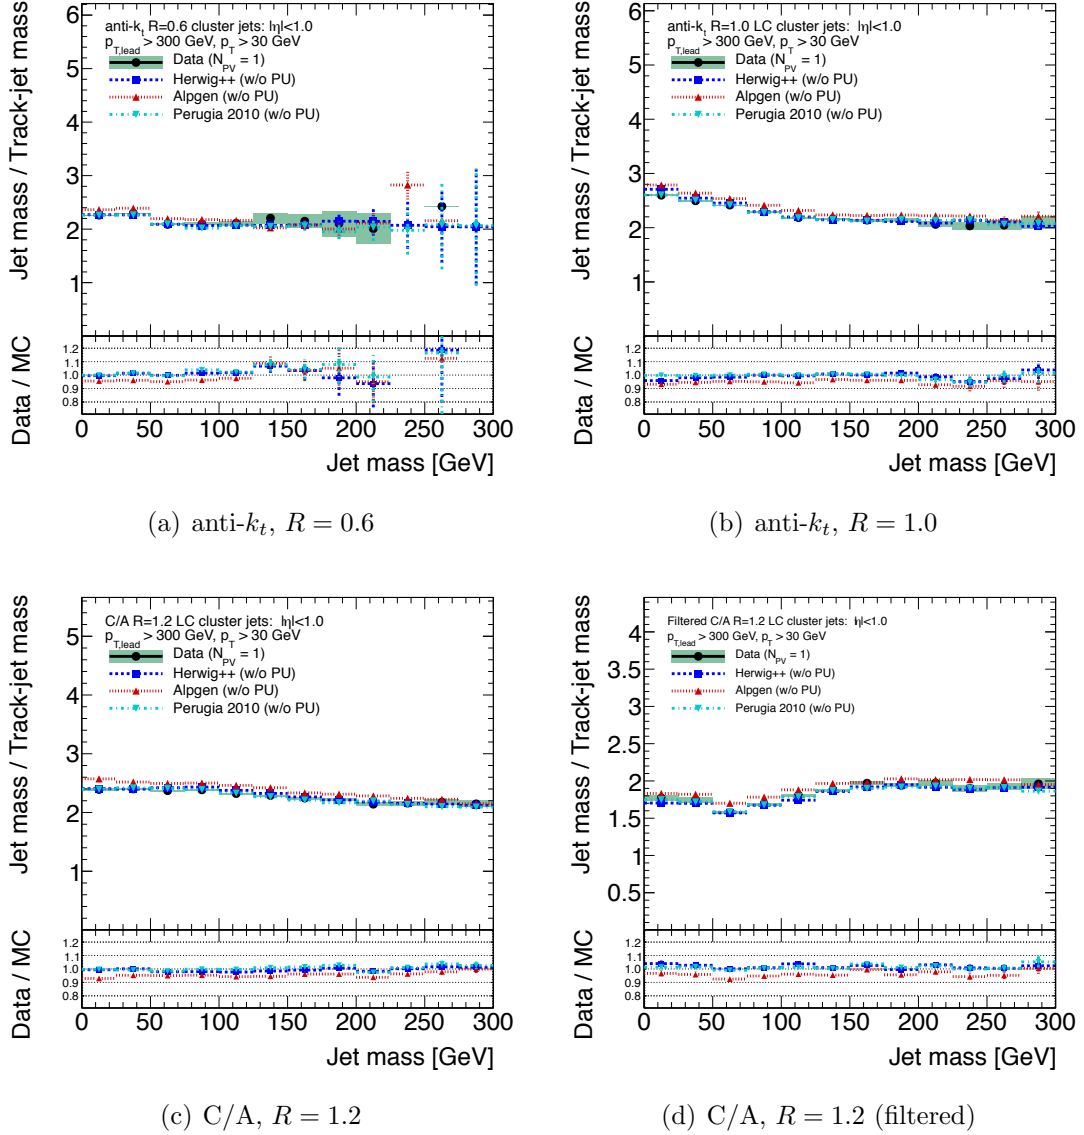 Jet mass / Track-jet mass
anti-k_t R=0.6 cluster jets: |η|<1.0
p_T,lead > 300 GeV, p_T > 30 GeV
Data (N_PV = 1)
Herwig++ (w/o PU)
Alpgen (w/o PU)
Perugia 2010 (w/o PU)
6
5
4
3
2
1
Data / MC
1.2
1.1
1.0
0.9
0.8
0 50 100 150 200 250 300
Jet mass [GeV]
(a) anti-k_t, R = 0.6
Jet mass / Track-jet mass
anti-k_t R=1.0 LC cluster jets: |η|<1.0
p_T,lead > 300 GeV, p_T > 30 GeV
Data (N_PV = 1)
Herwig++ (w/o PU)
Alpgen (w/o PU)
Perugia 2010 (w/o PU)
6
5
4
3
2
1
Data / MC
1.2
1.1
1.0
0.9
0.8
0 50 100 150 200 250 300
Jet mass [GeV]
(b) anti-k_t, R = 1.0
Jet mass / Track-jet mass
C/A R=1.2 LC cluster jets: |η|<1.0
p_T,lead > 300 GeV, p_T > 30 GeV
Data (N_PV = 1)
Herwig++ (w/o PU)
Alpgen (w/o PU)
Perugia 2010 (w/o PU)
5
4
3
2
1
Data / MC
1.2
1.1
1.0
0.9
0.8
0 50 100 150 200 250 300
Jet mass [GeV]
(c) C/A, R = 1.2
Jet mass / Track-jet mass
Filtered C/A R=1.2 LC cluster jets: |η|<1.0
p_T,lead > 300 GeV, p_T > 30 GeV
Data (N_PV = 1)
Herwig++ (w/o PU)
Alpgen (w/o PU)
Perugia 2010 (w/o PU)
4
3.5
3
2.5
2
1.5
1
0.5
Data / MC
1.2
1.1
1.0
0.9
0.8
0 50 100 150 200 250 300
Jet mass [GeV]
(d) C/A, R = 1.2 (filtered)